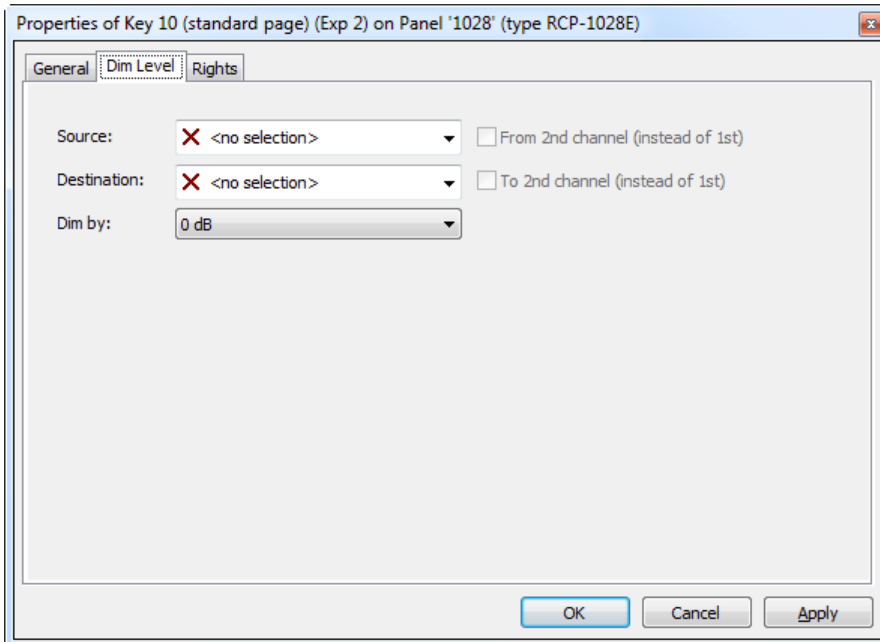 Properties of Key 10 (standard page) (Exp 2) on Panel '1028' (type RCP-1028E)
General Dim Level Rights
Source: <no selection> From 2nd channel (instead of 1st)
Destination: <no selection> To 2nd channel (instead of 1st)
Dim by: 0 dB
OK Cancel Apply